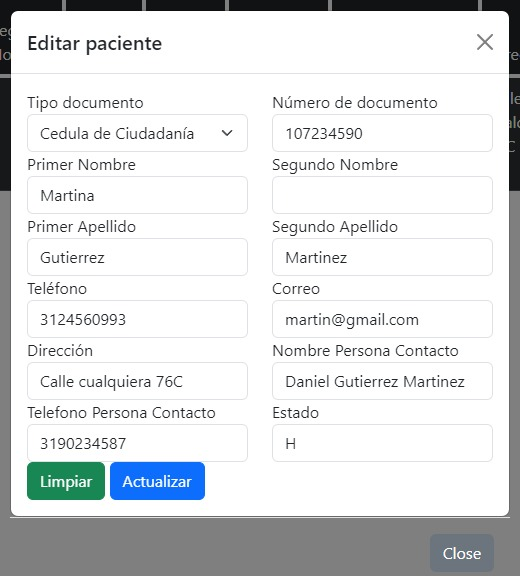 Editar paciente
Tipo documento
Número de documento
Cedula de Ciudadanía
107234590
Primer Nombre
Segundo Nombre
Martina
Primer Apellido
Segundo Apellido
Gutierrez
Martinez
Teléfono
Correo
3124560993
martin@gmail.com
Dirección
Nombre Persona Contacto
Calle cualquiera 76C
Daniel Gutierrez Martinez
Telefono Persona Contacto
Estado
3190234587
H
Limpiar
Actualizar
Close